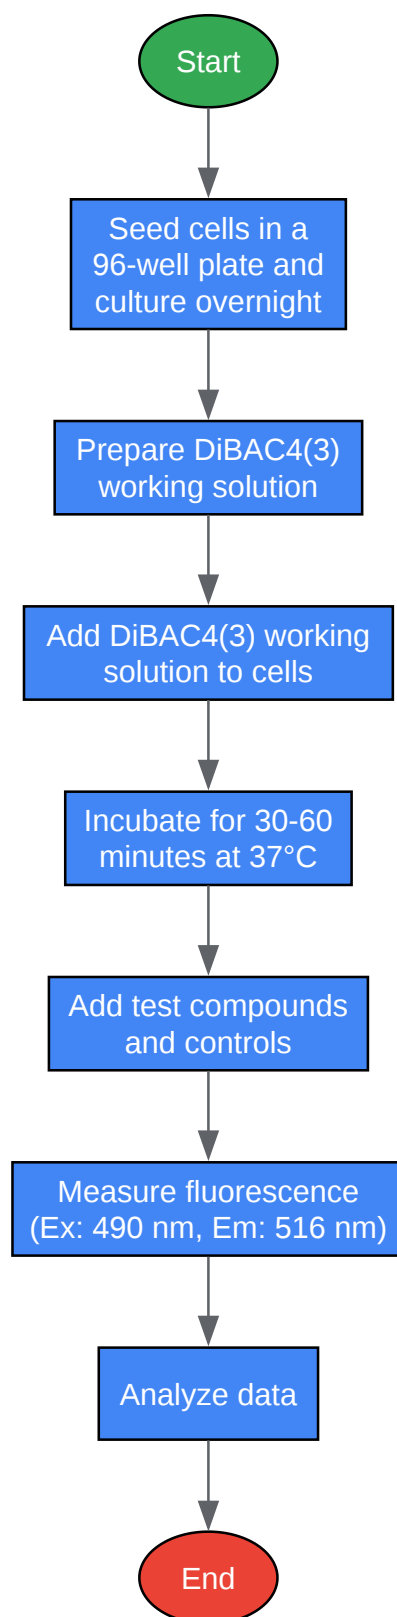 Start
Seed cells in a
96-well plate and
culture overnight
Prepare DiBAC4(3)
working solution
Add DiBAC4(3) working
solution to cells
Incubate for 30-60
minutes at 37°C
Add test compounds
and controls
Measure fluorescence
(Ex: 490 nm, Em: 516 nm)
Analyze data
End